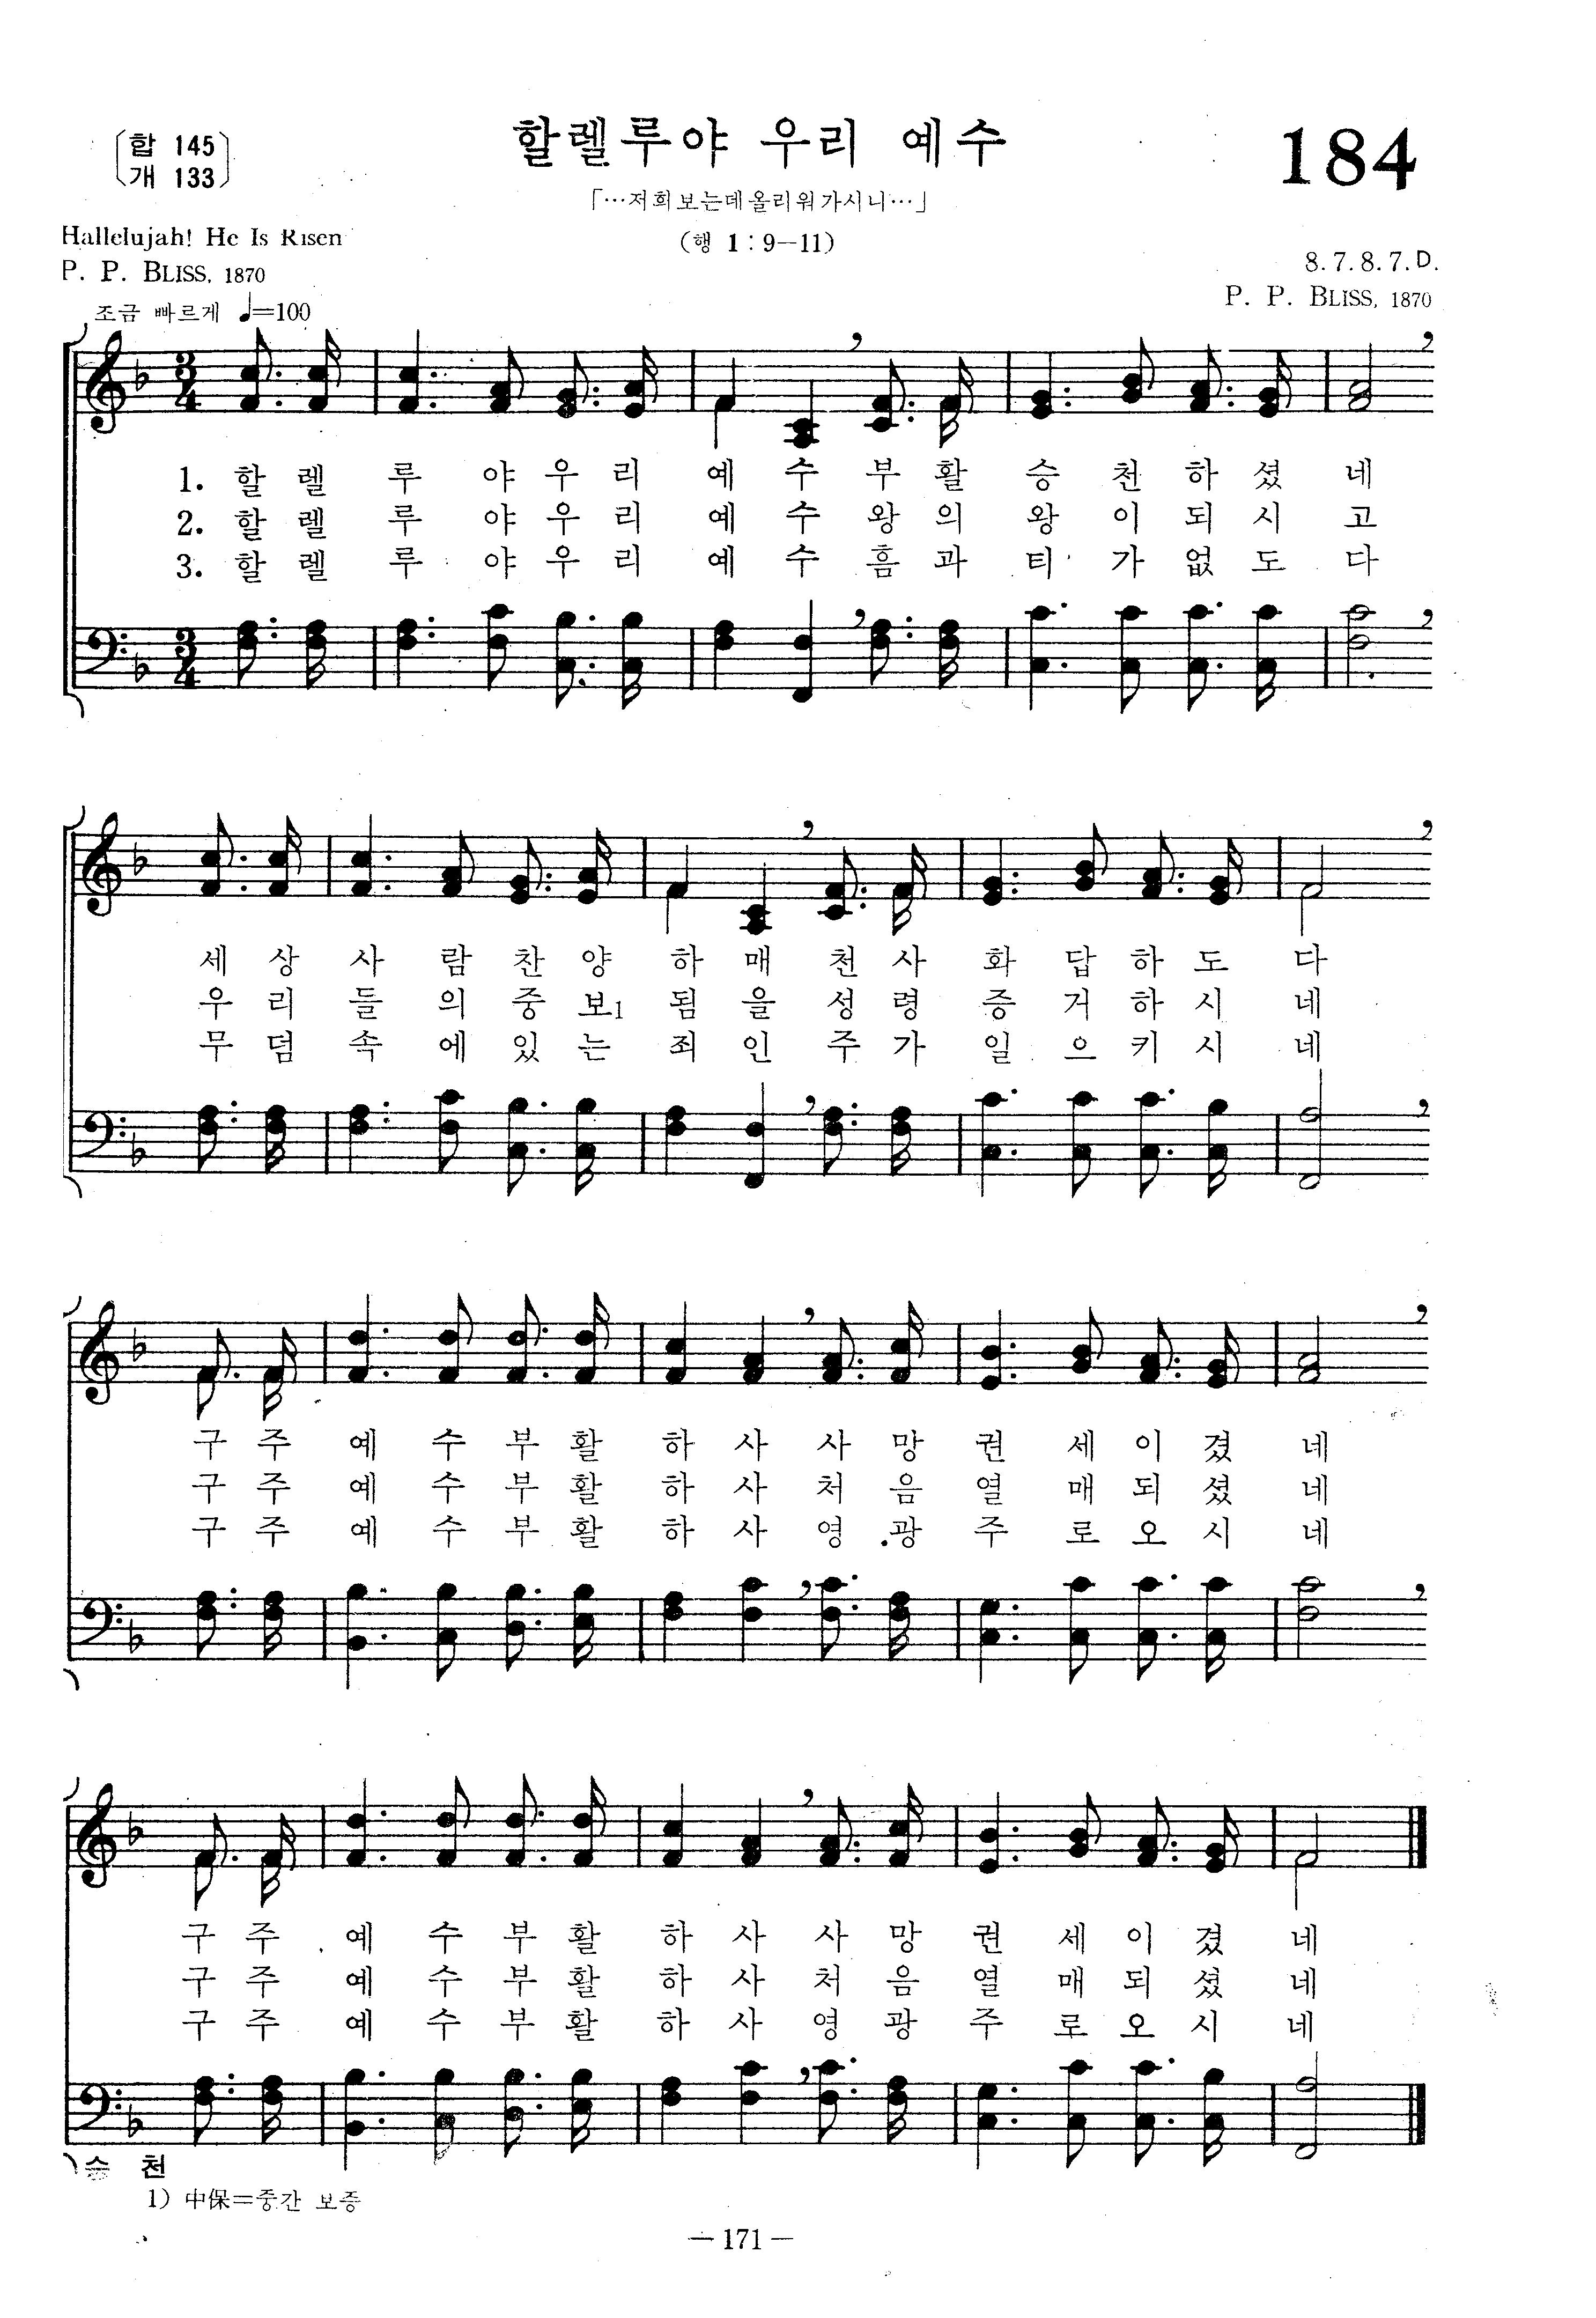 합 145
개 133
할렐루야 우리 예수
184
「…저희보는데올리워가시니…」
(행 1:9—11)
Hallelujah! He Is Risen
P. P. BLISS, 1870
8.7.8.7.D.
P. P. BLISS, 1870
조금 빠르게 ♩=100
1. 할렐루야우리예수부활승천하셨네
2. 할렐루야우리예수왕의왕이되시고
3. 할렐루야우리예수흠과티가없도다
세상사람찬양하매천사화답하도다
우리들의중보1됨을성령증거하시네
무덤속에있는죄인주가일으키시네
구주예수부활하사사망권세이겼네
구주예수부활하사처음열매되셨네
구주예수부활하사영광주로오시네
구주예수부활하사사망권세이겼네
구주예수부활하사처음열매되셨네
구주예수부활하사영광주로오시네
승 천
1) 中保=중간 보증
— 171 —